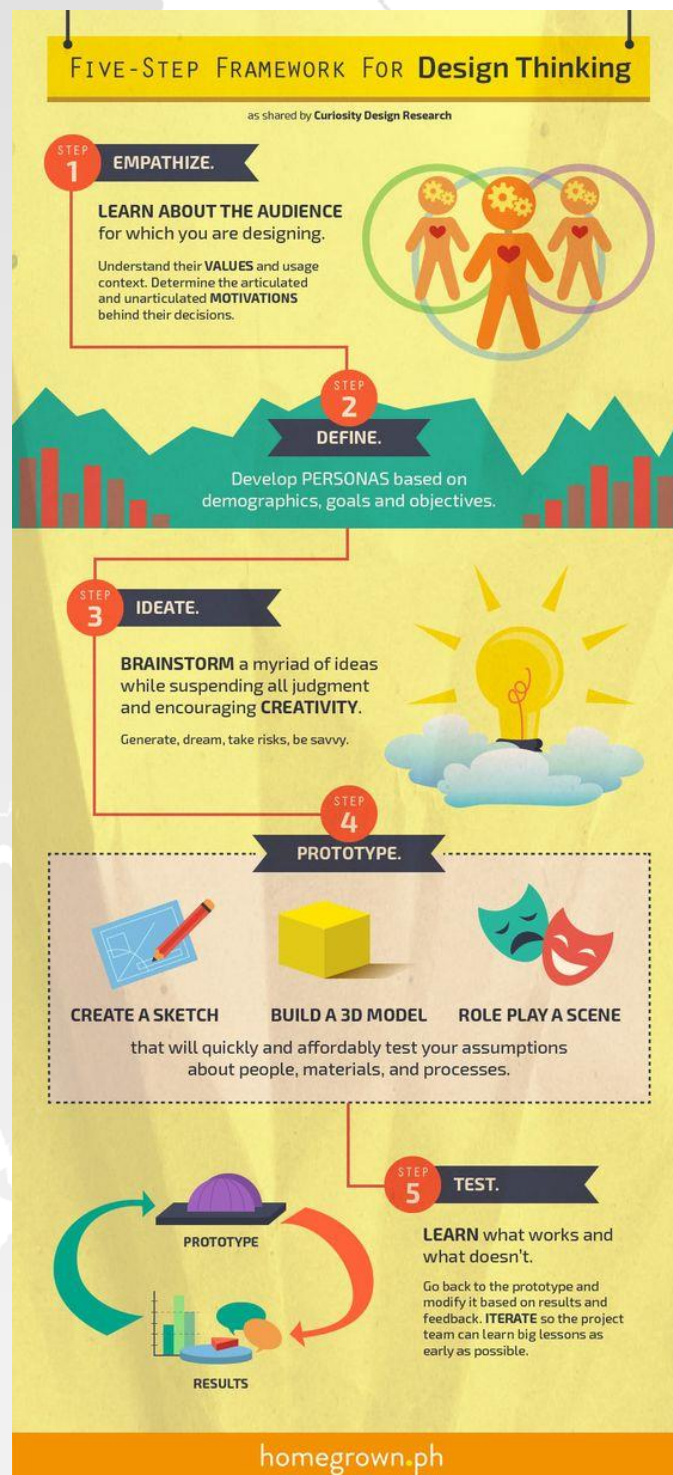 FIVE-STEP FRAMEWORK FOR Design Thinking
as shared by Curiosity Design Research
STEP
1
EMPATHIZE.
LEARN ABOUT THE AUDIENCE
for which you are designing.
Understand their VALUES and usage
context. Determine the articulated
and unarticulated MOTIVATIONS
behind their decisions.
STEP
2
DEFINE.
Develop PERSONAS based on
demographics, goals and objectives.
STEP
3
IDEATE.
BRAINSTORM a myriad of ideas
while suspending all judgment
and encouraging CREATIVITY.
Generate, dream, take risks, be savvy.
STEP
4
PROTOTYPE.
CREATE A SKETCH
BUILD A 3D MODEL
ROLE PLAY A SCENE
that will quickly and affordably test your assumptions
about people, materials, and processes.
STEP
5
TEST.
LEARN what works and
what doesn't.
Go back to the prototype and
modify it based on results and
feedback. ITERATE so the project
team can learn big lessons as
early as possible.
PROTOTYPE
RESULTS
homegrown.ph